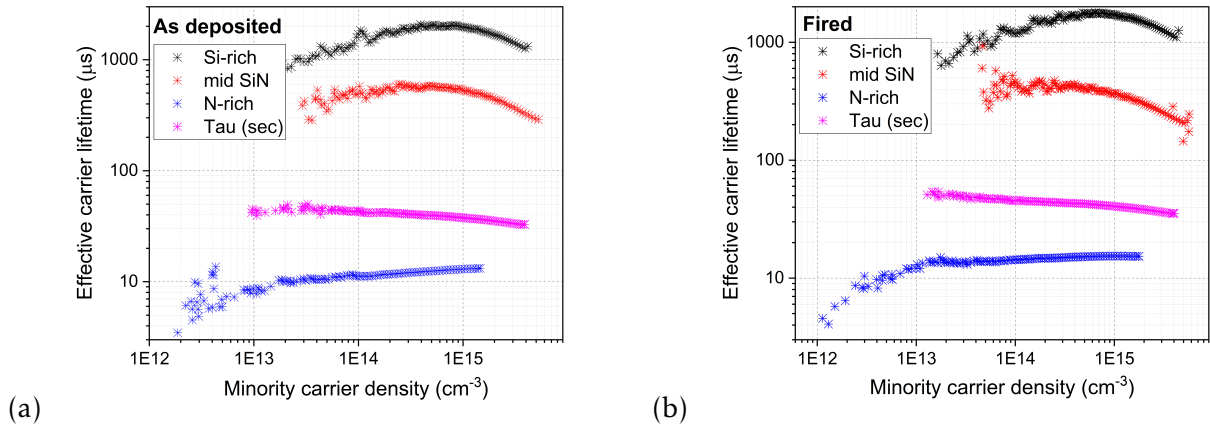 As deposited
Si-rich
mid SiN
N-rich
Tau (sec)
Effective carrier lifetime (μs)
1000
100
10
1E12 1E13 1E14 1E15
Minority carrier density (cm⁻³)
(a)
Fired
Si-rich
mid SiN
N-rich
Tau (sec)
Effective carrier lifetime (μs)
1000
100
10
1E12 1E13 1E14 1E15
Minority carrier density (cm⁻³)
(b)